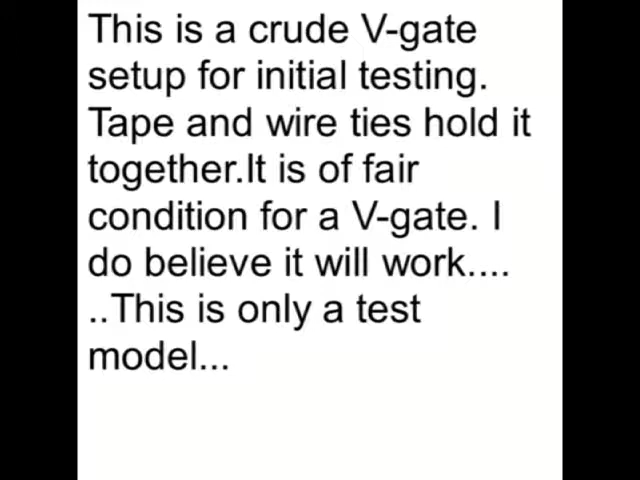 This is a crude V-gate
setup for initial testing.
Tape and wire ties hold it
together.It is of fair
condition for a V-gate. I
do believe it will work....
..This is only a test
model...